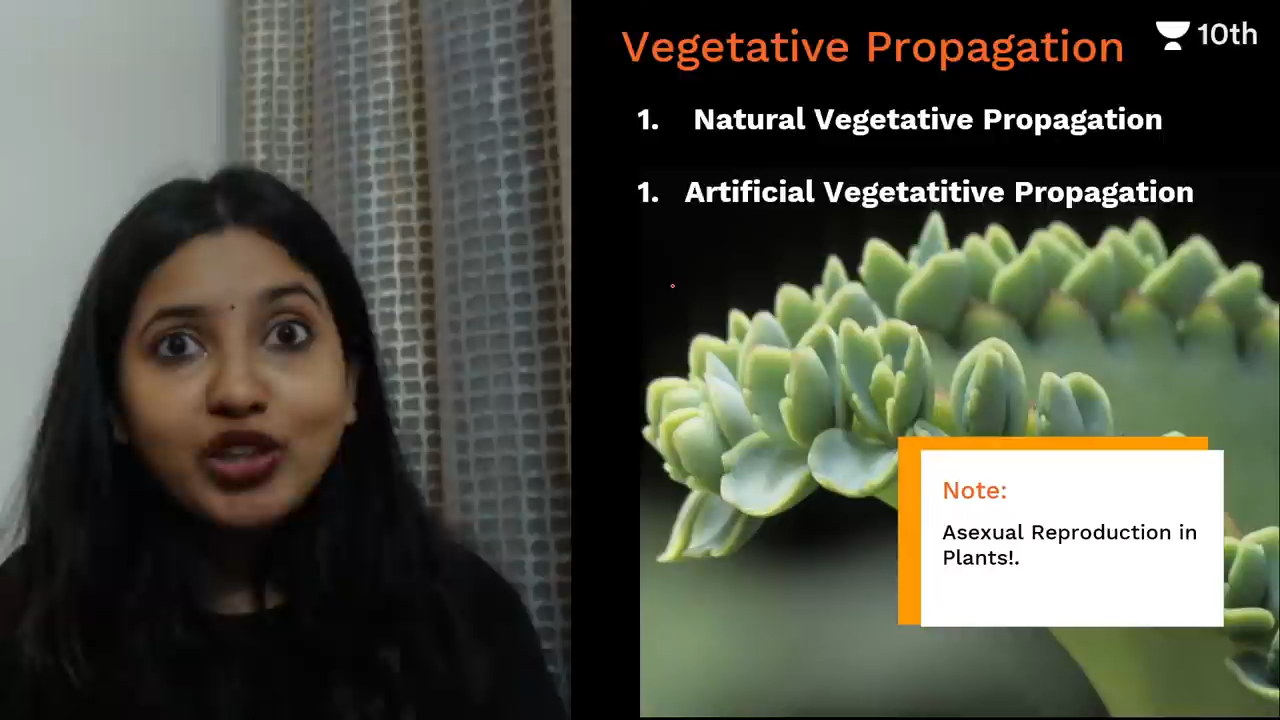 Vegetative Propagation
10th
1. Natural Vegetative Propagation
1. Artificial Vegetatitive Propagation
Note:
Asexual Reproduction in
Plants!.